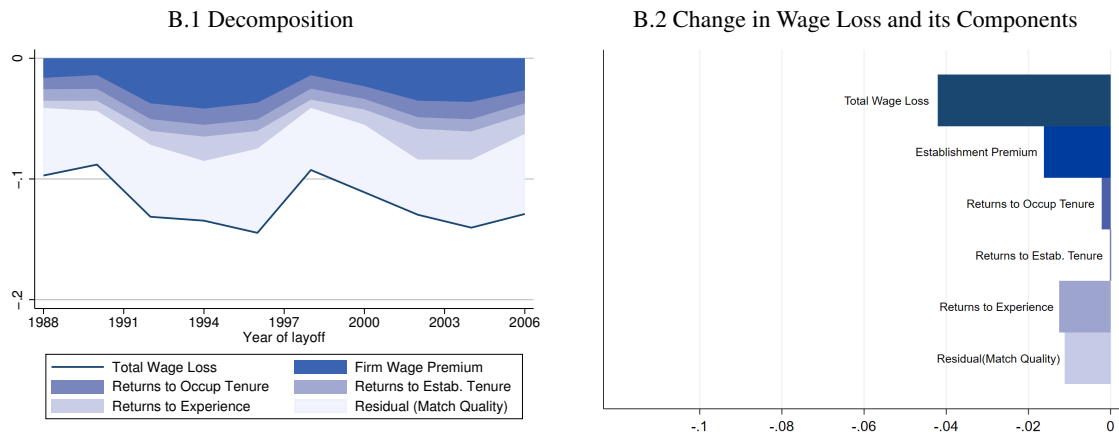 B.1 Decomposition
0
-.1
-.2
1988 1991 1994 1997 2000 2003 2006
Year of layoff
Total Wage Loss Firm Wage Premium
Returns to Occup Tenure Returns to Estab. Tenure
Returns to Experience Residual (Match Quality)
B.2 Change in Wage Loss and its Components
Total Wage Loss
Establishment Premium
Returns to Occup Tenure
Returns to Estab. Tenure
Returns to Experience
Residual(Match Quality)
-.1 -.08 -.06 -.04 -.02 0